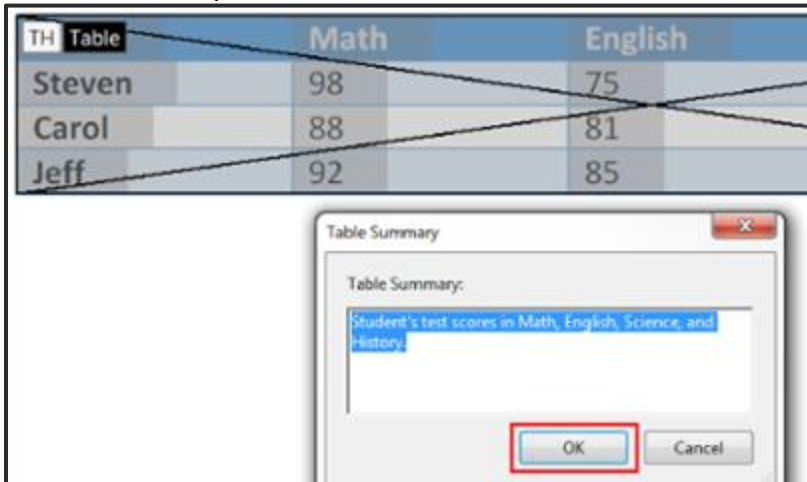 TH Table Math English
Steven 98 75
Carol 88 81
Jeff 92 85
Table Summary
Table Summary:
Student's test scores in Math, English, Science, and
History.
OK Cancel